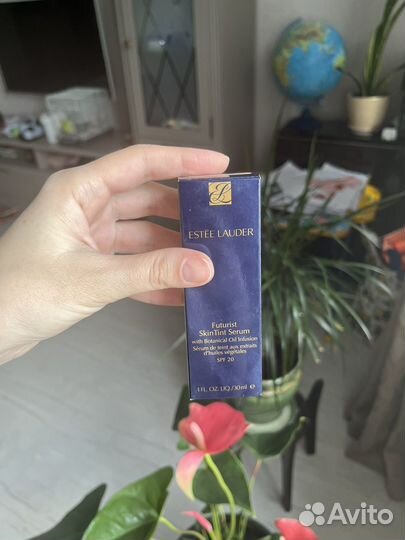 ESTĒE LAUDER
Futurist
SkinTint Serum
with Botanical Oil Infusion
Sérum de teint aux extraits
d'huiles végétales
SPF 20
1 FL. OZ. LIQ./30ml e
Avito